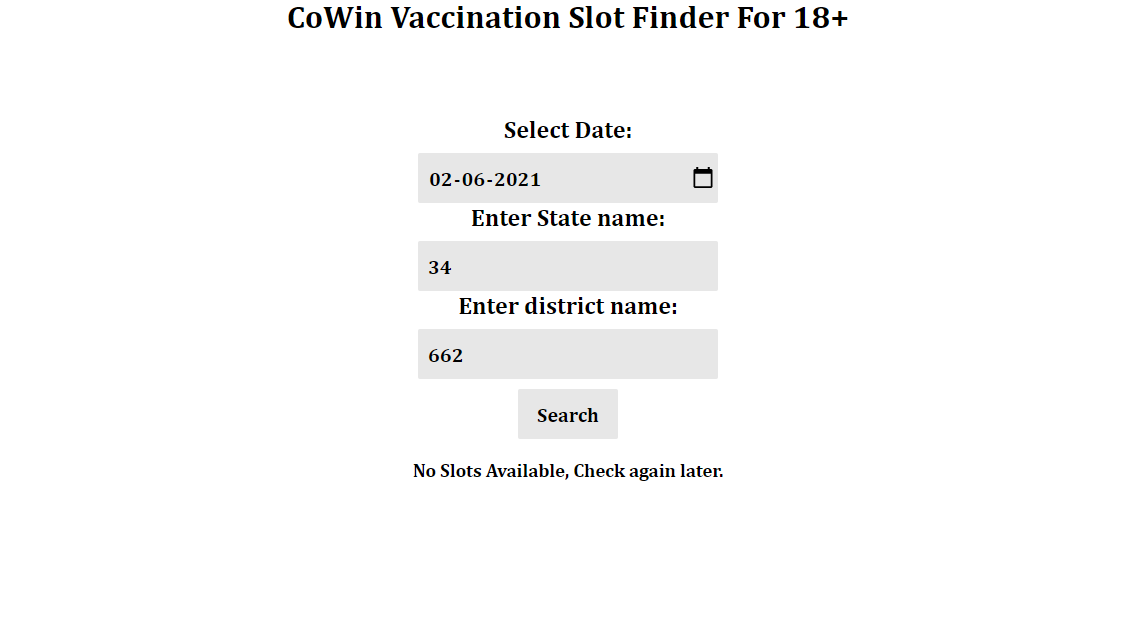 CoWin Vaccination Slot Finder For 18+
Select Date:
02-06-2021
Enter State name:
34
Enter district name:
662
Search
No Slots Available, Check again later.